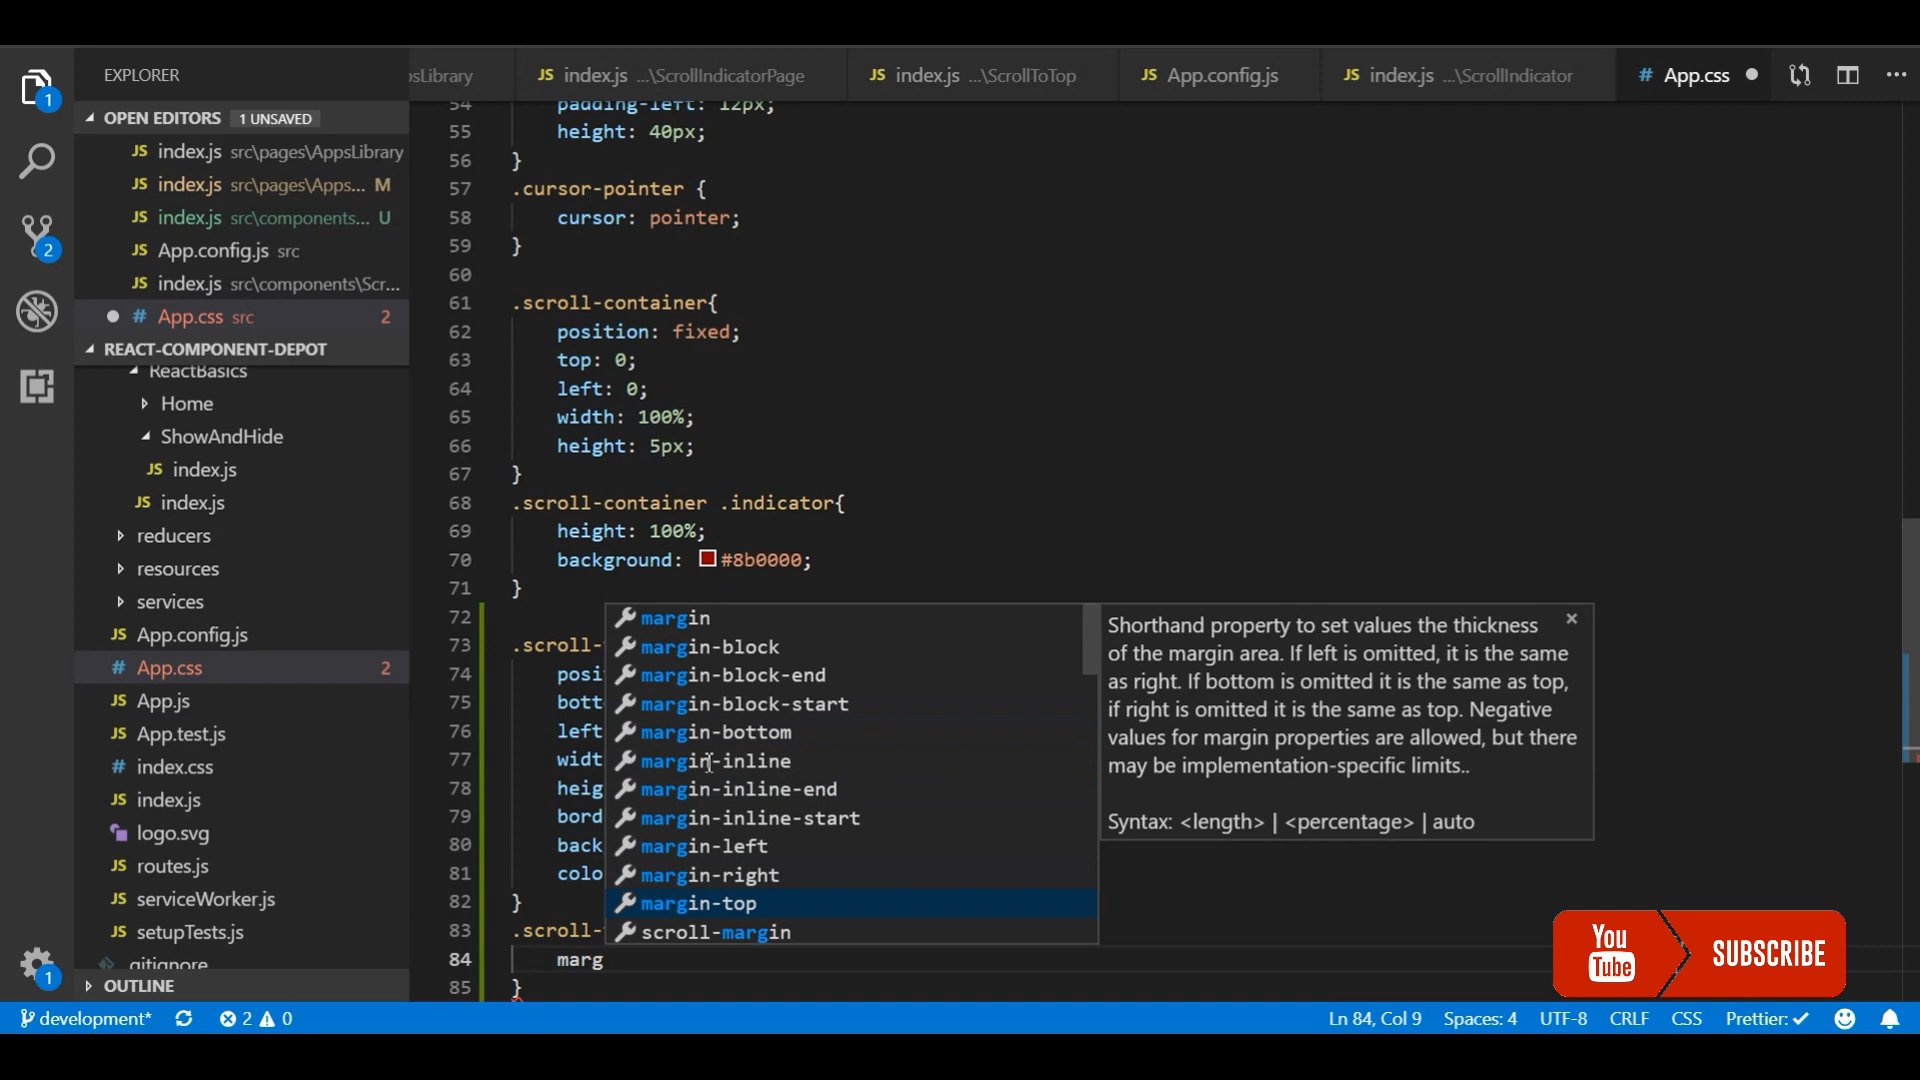 EXPLORER
sLibrary
JS index.js ...\ScrollIndicatorPage
JS index.js ...\ScrollToTop
JS App.config.js
JS index.js ...\ScrollIndicator
# App.css
OPEN EDITORS 1 UNSAVED
JS index.js src\pages\AppsLibrary
JS index.js src\pages\Apps... M
JS index.js src\components... U
JS App.config.js src
JS index.js src\components\Scr...
# App.css src 2
REACT-COMPONENT-DEPOT
ReactBasics
Home
ShowAndHide
JS index.js
JS index.js
reducers
resources
services
JS App.config.js
# App.css 2
JS App.js
JS App.test.js
# index.css
JS index.js
logo.svg
JS routes.js
JS serviceWorker.js
JS setupTests.js
gitignore
OUTLINE
1
2
1
54 padding-left: 12px;
55 height: 40px;
56 }
57 .cursor-pointer {
58 cursor: pointer;
59 }
60
61 .scroll-container{
62 position: fixed;
63 top: 0;
64 left: 0;
65 width: 100%;
66 height: 5px;
67 }
68 .scroll-container .indicator{
69 height: 100%;
70 background: #8b0000;
71 }
72
73 .scroll-
74 posi
75 bott
76 left
77 widt
78 heig
79 bord
80 back
81 colo
82 }
83 .scroll-
84 marg
85 }
margin
margin-block
margin-block-end
margin-block-start
margin-bottom
margin-inline
margin-inline-end
margin-inline-start
margin-left
margin-right
margin-top
scroll-margin
Shorthand property to set values the thickness
of the margin area. If left is omitted, it is the same
as right. If bottom is omitted it is the same as top,
if right is omitted it is the same as top. Negative
values for margin properties are allowed, but there
may be implementation-specific limits..
Syntax: <length> | <percentage> | auto
You
Tube
SUBSCRIBE
development* 2 0 Ln 84, Col 9 Spaces: 4 UTF-8 CRLF CSS Prettier: ✓